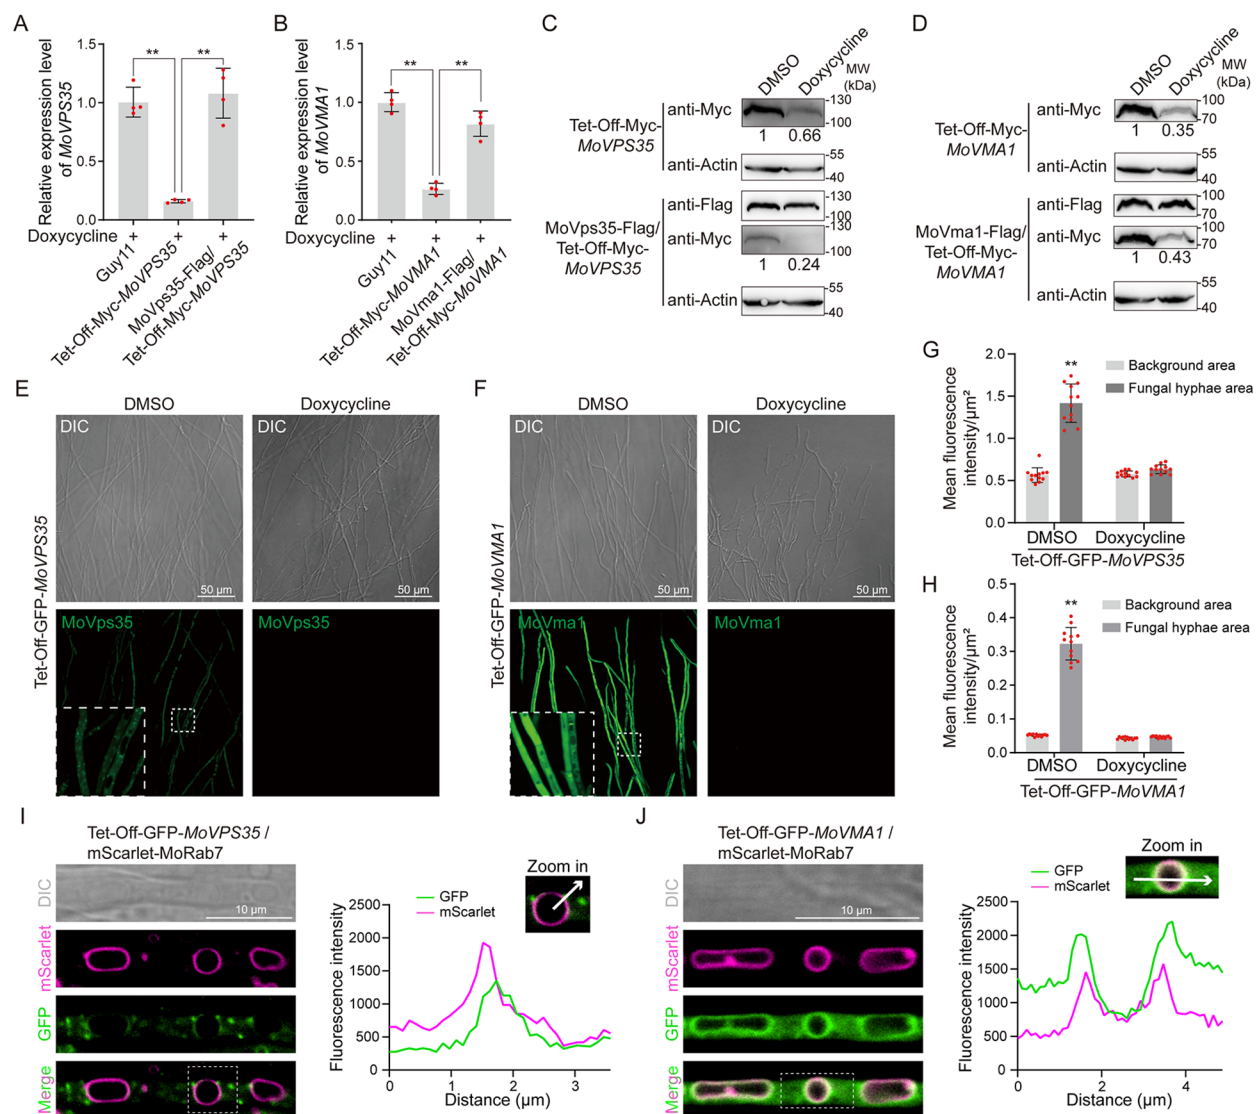 A
Relative expression level
of MoVPS35
1.5
1.0
0.5
0.0
**
**
Doxycycline + + +
Guy11
Tet-Off-Myc-MoVPS35
MoVps35-Flag/
Tet-Off-Myc-MoVPS35
B
Relative expression level
of MoVMA1
1.5
1.0
0.5
0.0
**
**
Doxycycline + + +
Guy11
Tet-Off-Myc-MoVMA1
MoVma1-Flag/
Tet-Off-Myc-MoVMA1
C
DMSO
Doxycycline
MW
(kDa)
Tet-Off-Myc-
MoVPS35
anti-Myc
-130
-100
1 0.66
anti-Actin
-55
-40
MoVps35-Flag/
Tet-Off-Myc-
MoVPS35
anti-Flag
-130
-100
anti-Myc
-130
-100
1 0.24
anti-Actin
-55
-40
D
DMSO
Doxycycline
MW
(kDa)
Tet-Off-Myc-
MoVMA1
anti-Myc
-100
-70
1 0.35
anti-Actin
-55
-40
MoVma1-Flag/
Tet-Off-Myc-
MoVMA1
anti-Flag
-100
-70
anti-Myc
-100
-70
1 0.43
anti-Actin
-55
-40
E
DMSO
Doxycycline
Tet-Off-GFP-MoVPS35
DIC
50 µm
DIC
50 µm
MoVps35
MoVps35
F
DMSO
Doxycycline
Tet-Off-GFP-MoVMA1
DIC
50 µm
DIC
50 µm
MoVma1
MoVma1
G
Mean fluorescence
intensity/µm²
2.0
1.5
1.0
0.5
0.0
**
Background area
Fungal hyphae area
DMSO Doxycycline
Tet-Off-GFP-MoVPS35
H
Mean fluorescence
intensity/µm²
0.5
0.4
0.3
0.2
0.1
0.0
**
Background area
Fungal hyphae area
DMSO Doxycycline
Tet-Off-GFP-MoVMA1
I
Tet-Off-GFP-MoVPS35 /
mScarlet-MoRab7
DIC
10 µm
mScarlet
GFP
Merge
Zoom in
GFP
mScarlet
Fluorescence intensity
2500
2000
1500
1000
500
0
0 1 2 3
Distance (µm)
J
Tet-Off-GFP-MoVMA1 /
mScarlet-MoRab7
DIC
10 µm
mScarlet
GFP
Merge
Zoom in
GFP
mScarlet
Fluorescence intensity
2500
2000
1500
1000
500
0
0 2 4
Distance (µm)